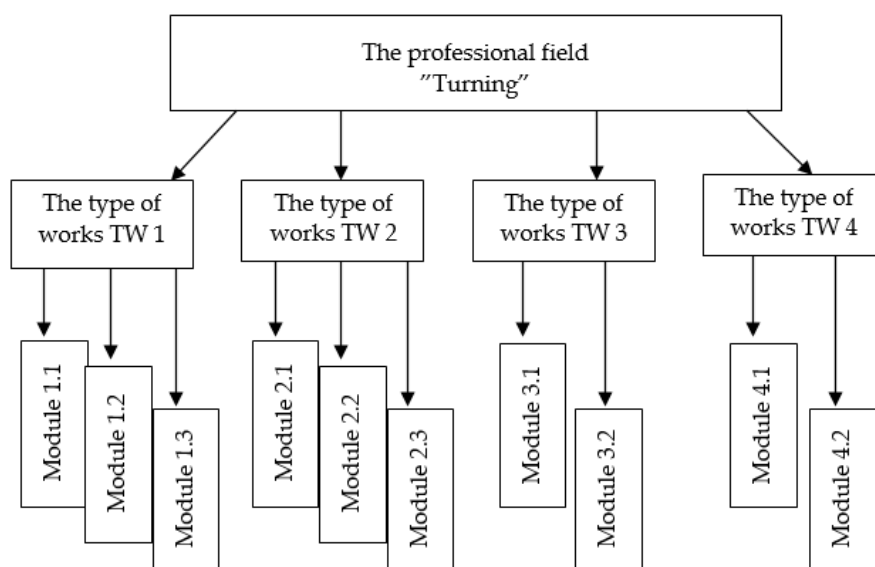 The professional field
”Turning”
The type of
works TW 1
The type of
works TW 2
The type of
works TW 3
The type of
works TW 4
Module 1.1
Module 1.2
Module 1.3
Module 2.1
Module 2.2
Module 2.3
Module 3.1
Module 3.2
Module 4.1
Module 4.2